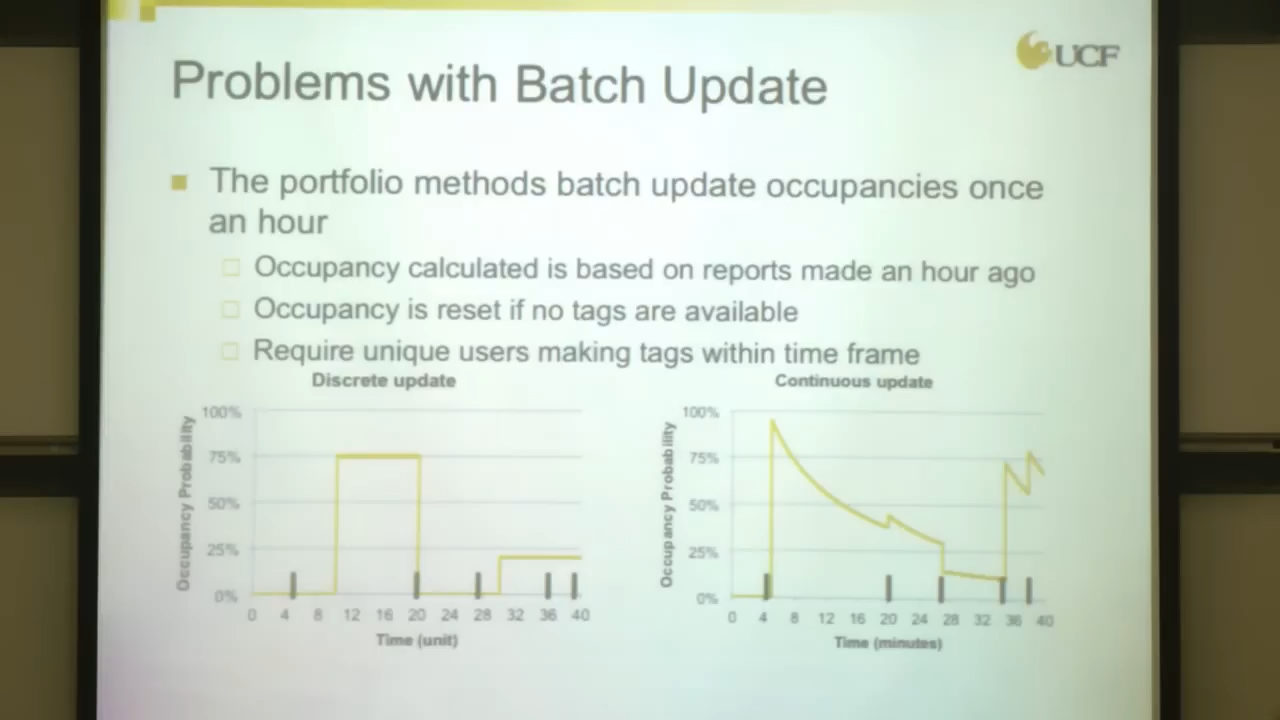 UCF
Problems with Batch Update
The portfolio methods batch update occupancies once
an hour
Occupancy calculated is based on reports made an hour ago
Occupancy is reset if no tags are available
Require unique users making tags within time frame
Discrete update
Occupancy Probability
100%
75%
50%
25%
0%
0 4 8 12 16 20 24 28 32 36 40
Time (unit)
Continuous update
Occupancy Probability
100%
75%
50%
25%
0%
0 4 8 12 16 20 24 28 32 36 40
Time (minutes)